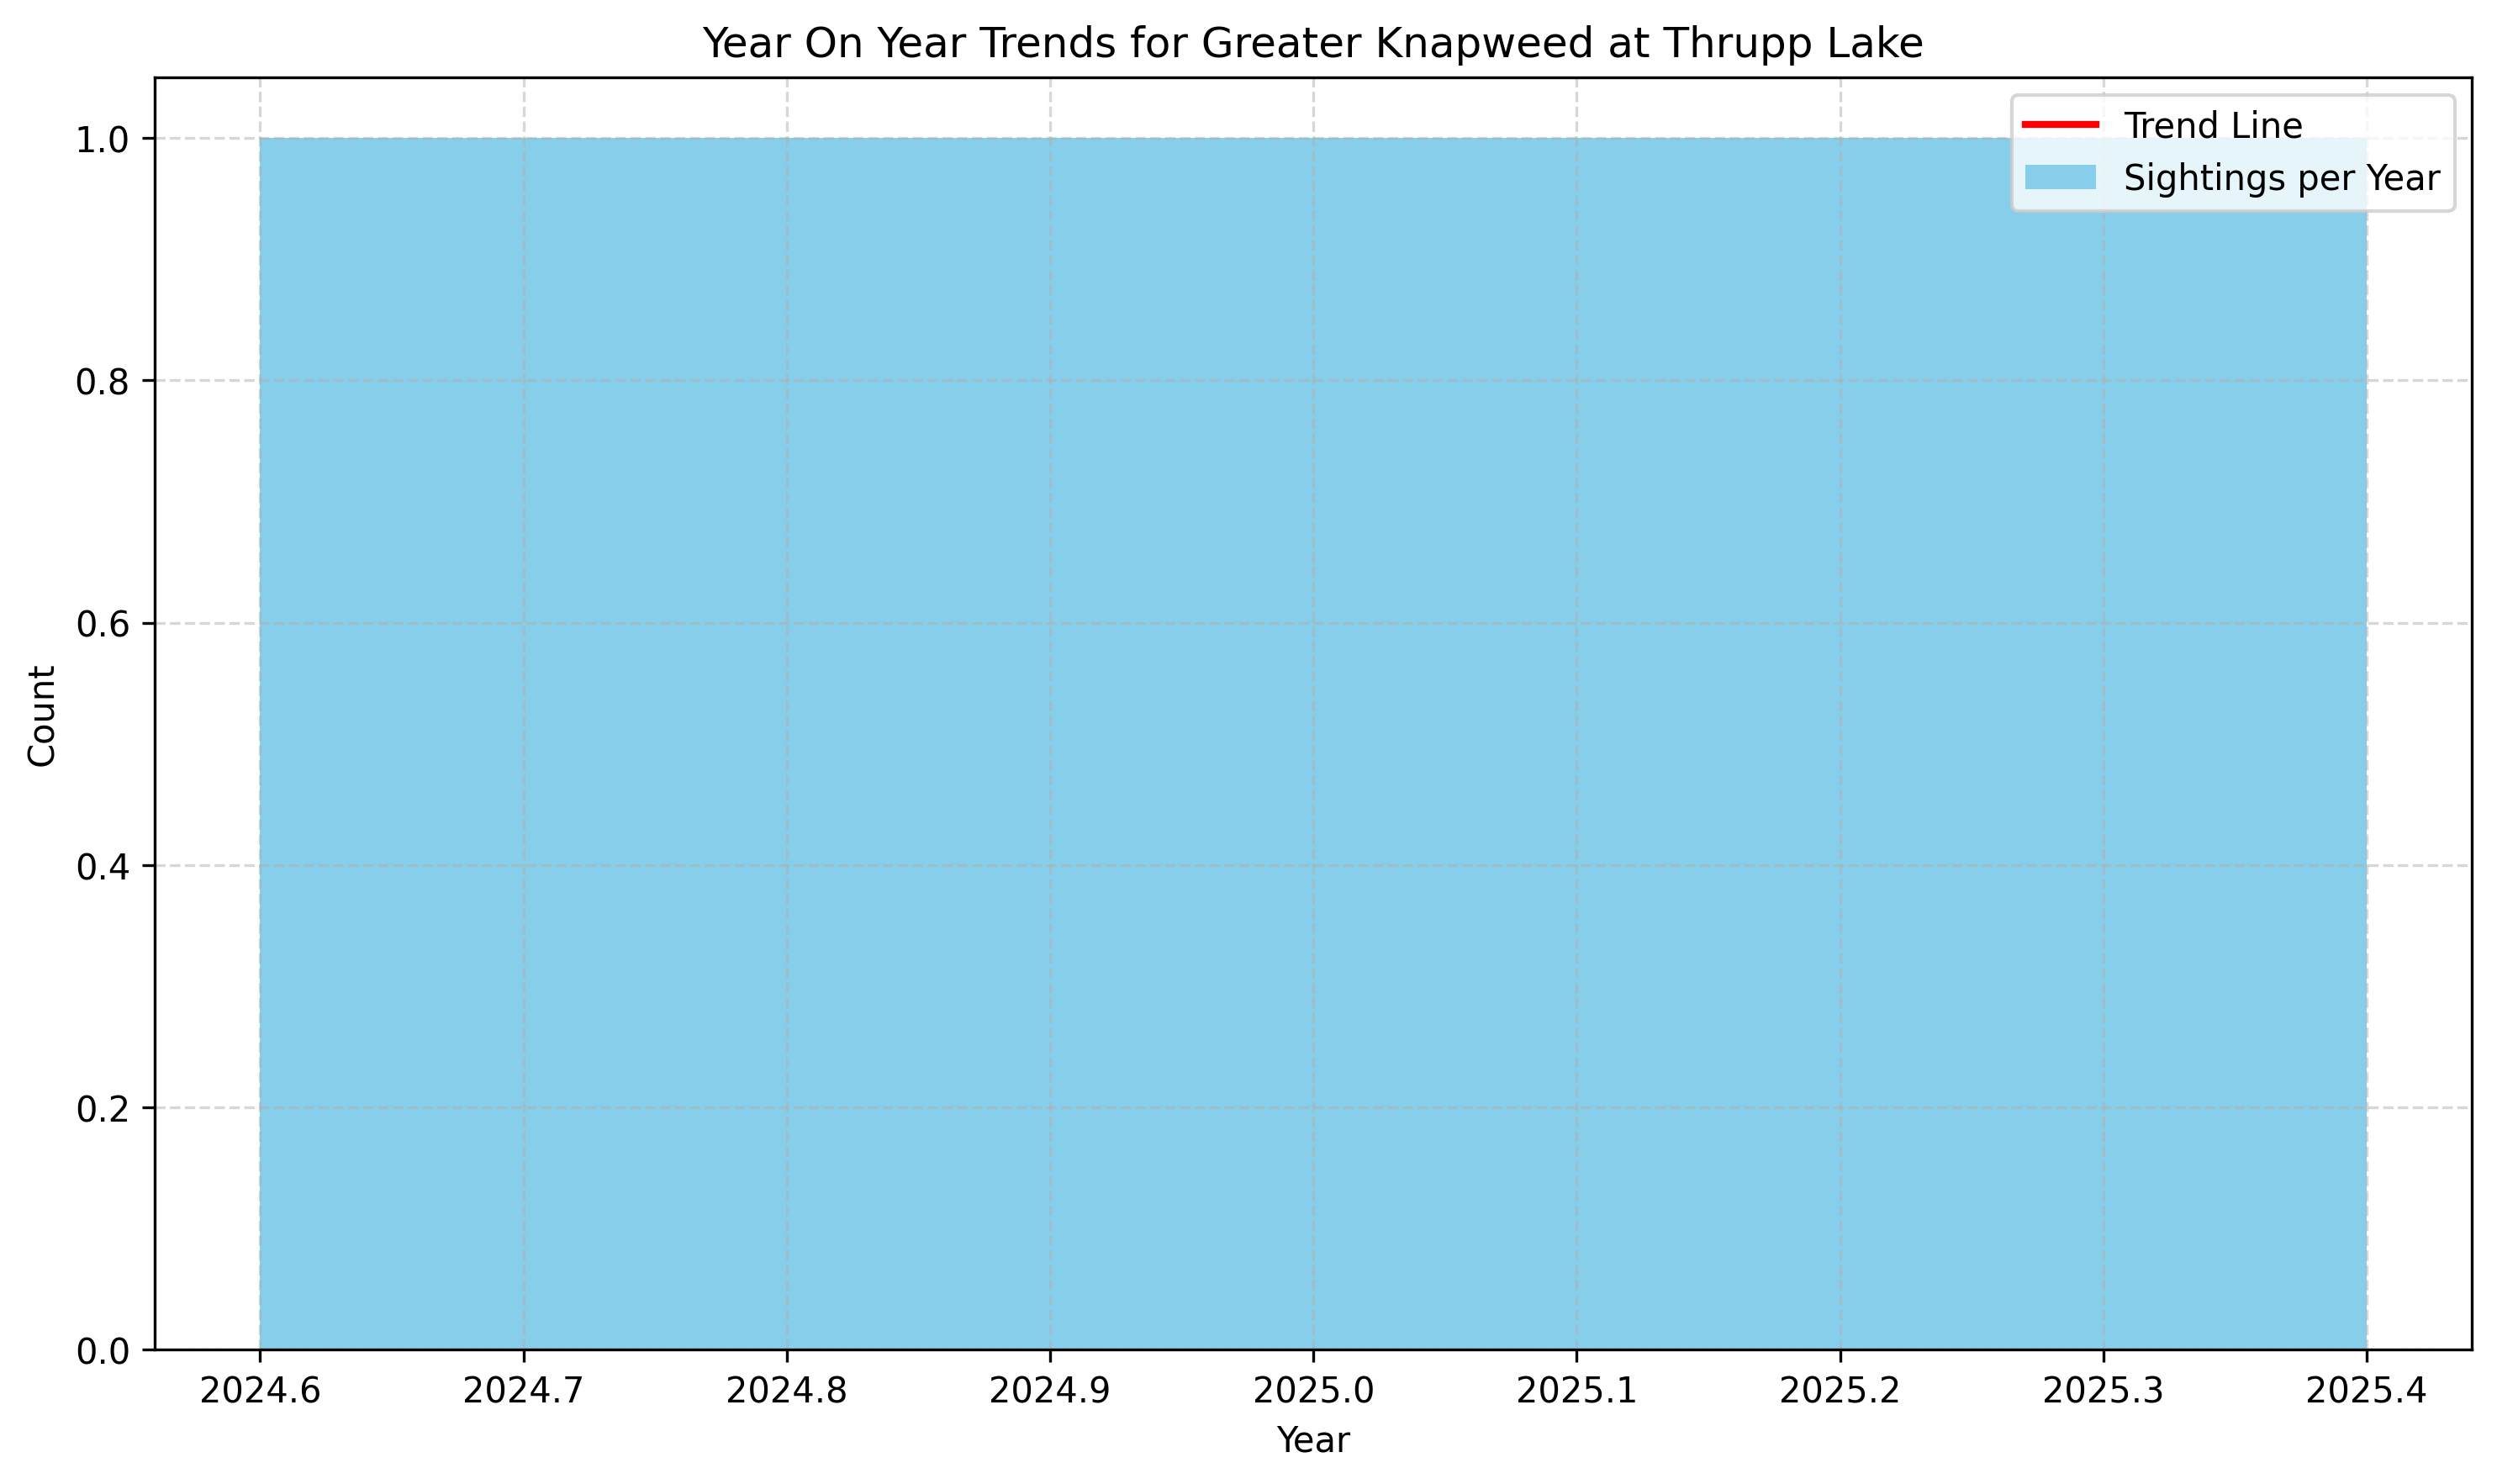 Year On Year Trends for Greater Knapweed at Thrupp Lake
Trend Line
Sightings per Year
1.0
0.8
0.6
0.4
0.2
0.0
Count
2024.6 2024.7 2024.8 2024.9 2025.0 2025.1 2025.2 2025.3 2025.4
Year